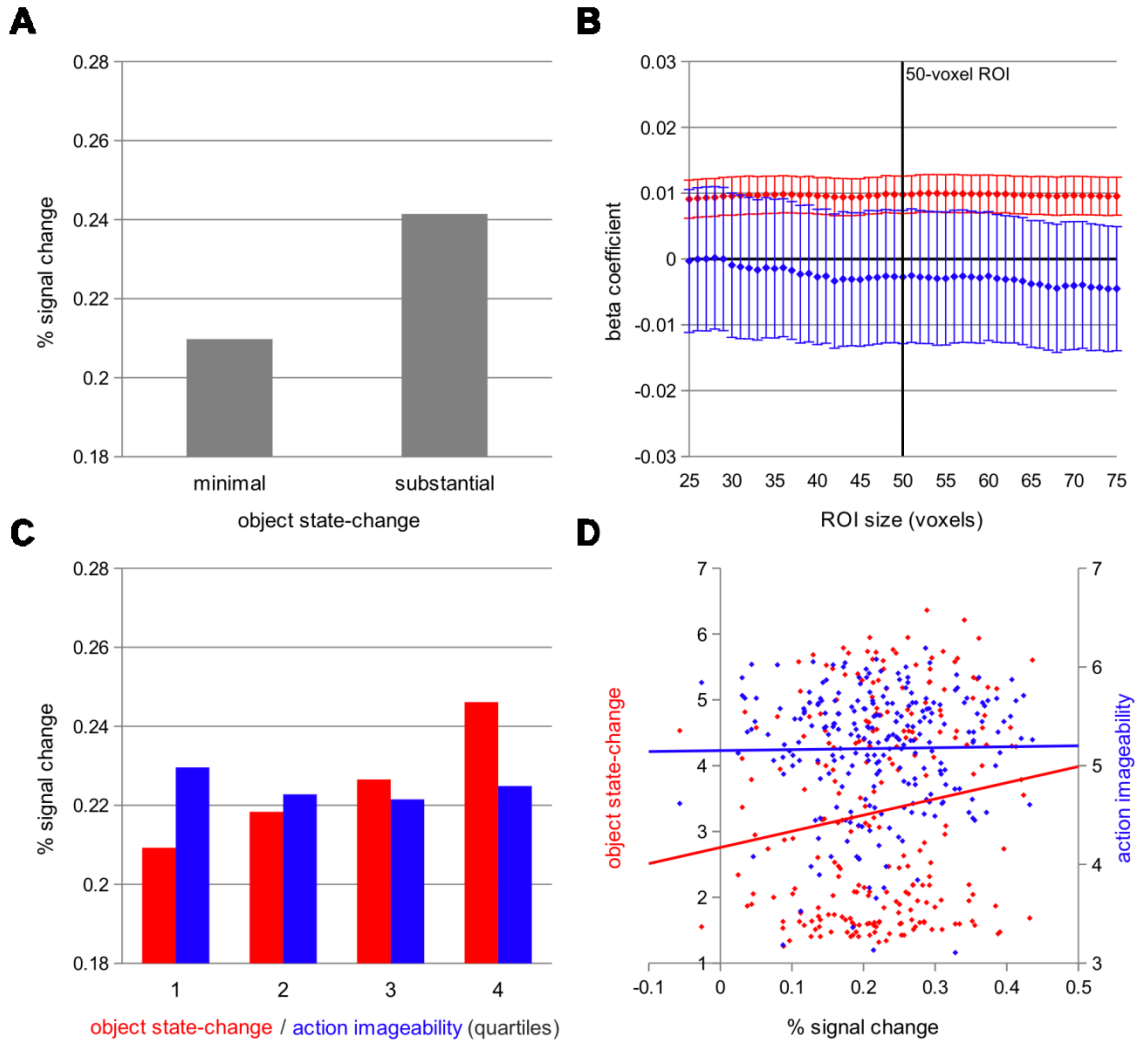 A
0.28
0.26
0.24
0.22
0.2
0.18
% signal change
minimal substantial
object state-change
B
0.03
0.02
0.01
0
-0.01
-0.02
-0.03
beta coefficient
50-voxel ROI
25 30 35 40 45 50 55 60 65 70 75
ROI size (voxels)
C
0.28
0.26
0.24
0.22
0.2
0.18
% signal change
1 2 3 4
object state-change / action imageability (quartiles)
D
7
6
5
4
3
2
1
object state-change
7
6
5
4
3
action imageability
-0.1 0 0.1 0.2 0.3 0.4 0.5
% signal change